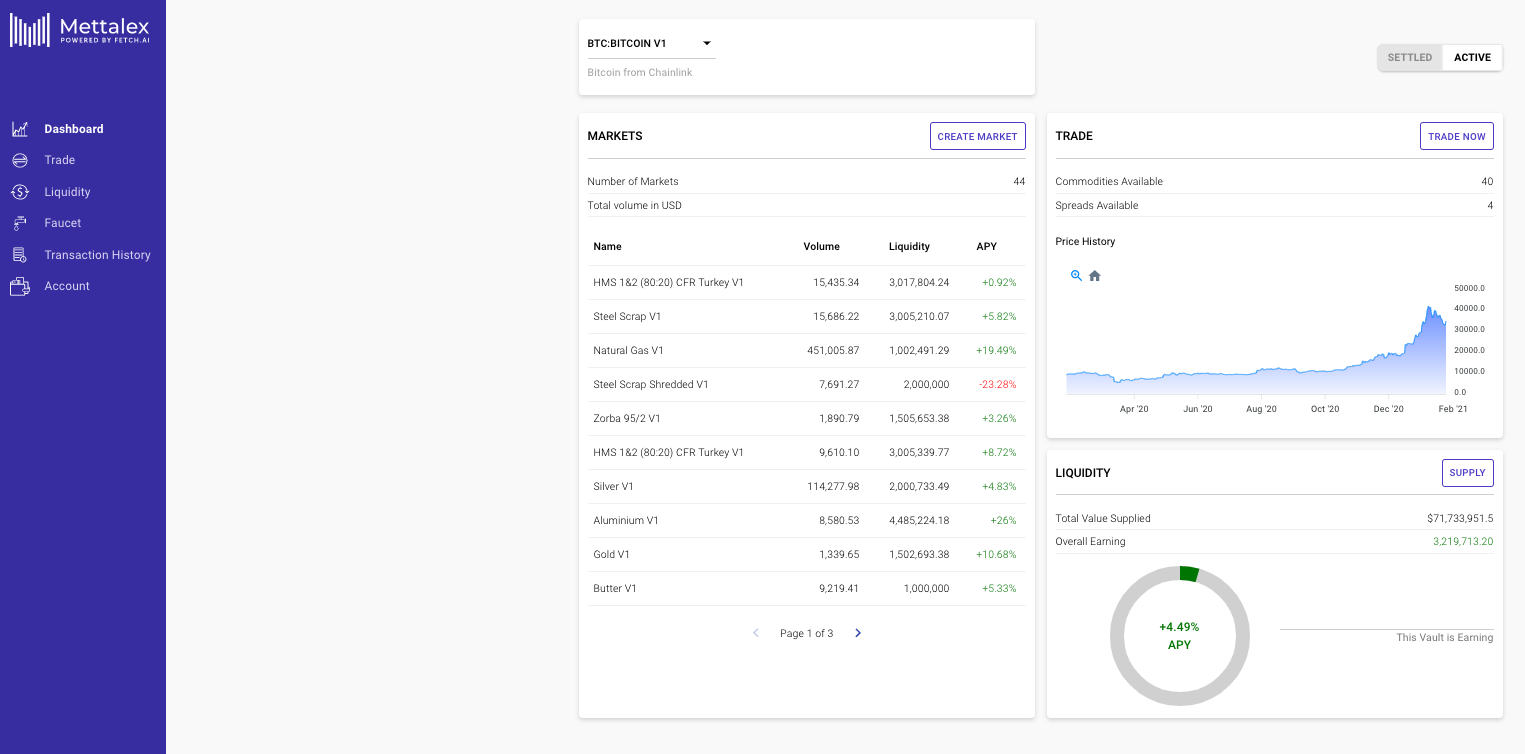 Mettalex
POWERED BY FETCH.AI
Dashboard
Trade
Liquidity
Faucet
Transaction History
Account
BTC:BITCOIN V1
Bitcoin from Chainlink
SETTLED ACTIVE
MARKETS CREATE MARKET
Number of Markets 44
Total volume in USD
Name Volume Liquidity APY
HMS 1&2 (80:20) CFR Turkey V1 15,435.34 3,017,804.24 +0.92%
Steel Scrap V1 15,686.22 3,005,210.07 +5.82%
Natural Gas V1 451,005.87 1,002,491.29 +19.49%
Steel Scrap Shredded V1 7,691.27 2,000,000 -23.28%
Zorba 95/2 V1 1,890.79 1,505,653.38 +3.26%
HMS 1&2 (80:20) CFR Turkey V1 9,610.10 3,005,339.77 +8.72%
Silver V1 114,277.98 2,000,733.49 +4.83%
Aluminium V1 8,580.53 4,485,224.18 +26%
Gold V1 1,339.65 1,502,693.38 +10.68%
Butter V1 9,219.41 1,000,000 +5.33%
Page 1 of 3
TRADE TRADE NOW
Commodities Available 40
Spreads Available 4
Price History
50000.0
40000.0
30000.0
20000.0
10000.0
0.0
Apr '20 Jun '20 Aug '20 Oct '20 Dec '20 Feb '21
LIQUIDITY SUPPLY
Total Value Supplied $71,733,951.5
Overall Earning 3,219,713.20
+4.49%
APY
This Vault is Earning